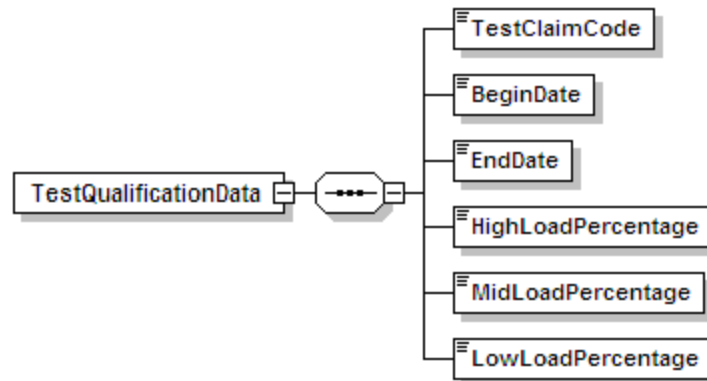 TestClaimCode
BeginDate
EndDate
TestQualificationData
HighLoadPercentage
MidLoadPercentage
LowLoadPercentage